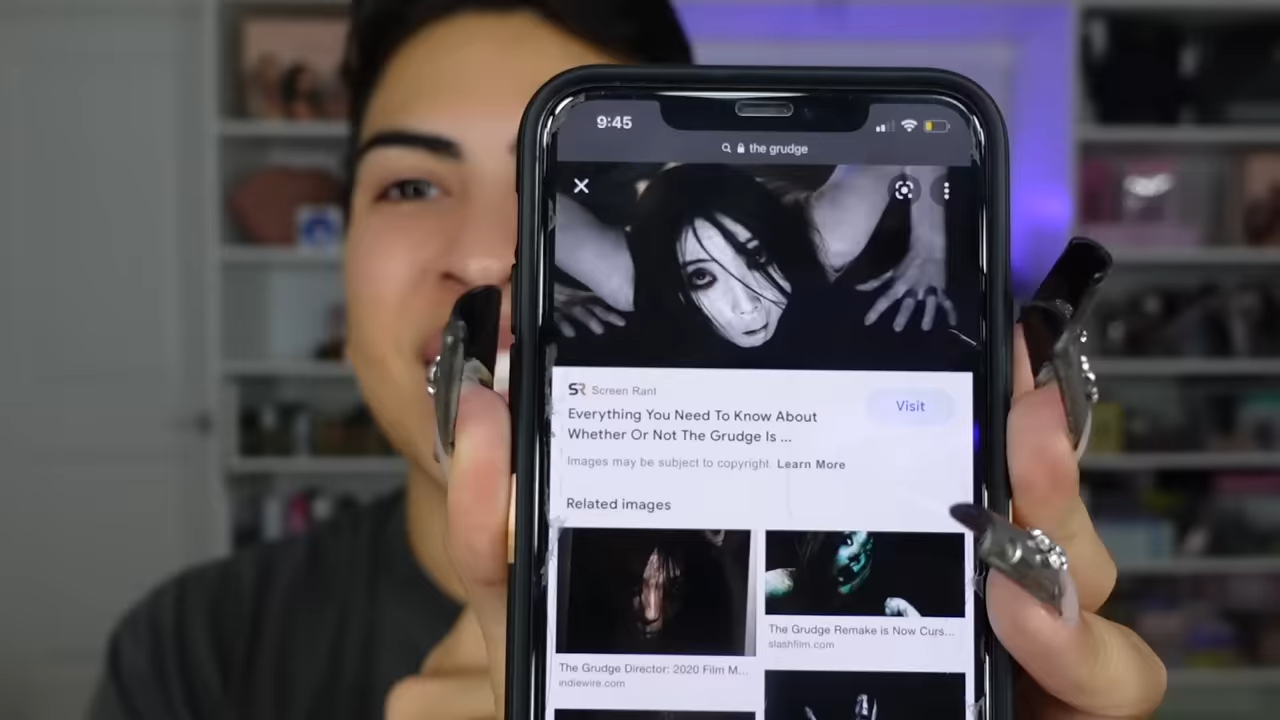 9:45
the grudge
SR Screen Rant
Everything You Need To Know About
Visit
Whether Or Not The Grudge Is ...
Images may be subject to copyright. Learn More
Related images
The Grudge Remake is Now Curs...
slashfilm.com
The Grudge Director: 2020 Film M...
indiewire.com